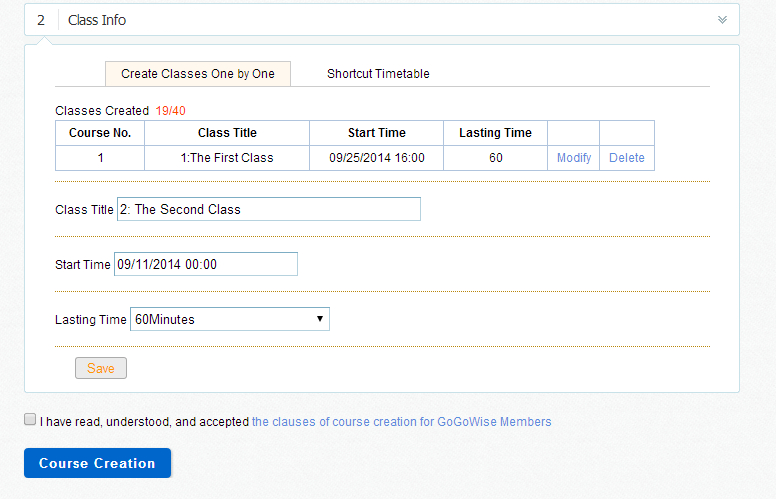 2 Class Info
Create Classes One by One Shortcut Timetable
Classes Created 19/40
Course No. Class Title Start Time Lasting Time
1 1:The First Class 09/25/2014 16:00 60 Modify Delete
Class Title 2: The Second Class
Start Time 09/11/2014 00:00
Lasting Time 60Minutes
Save
I have read, understood, and accepted the clauses of course creation for GoGoWise Members
Course Creation